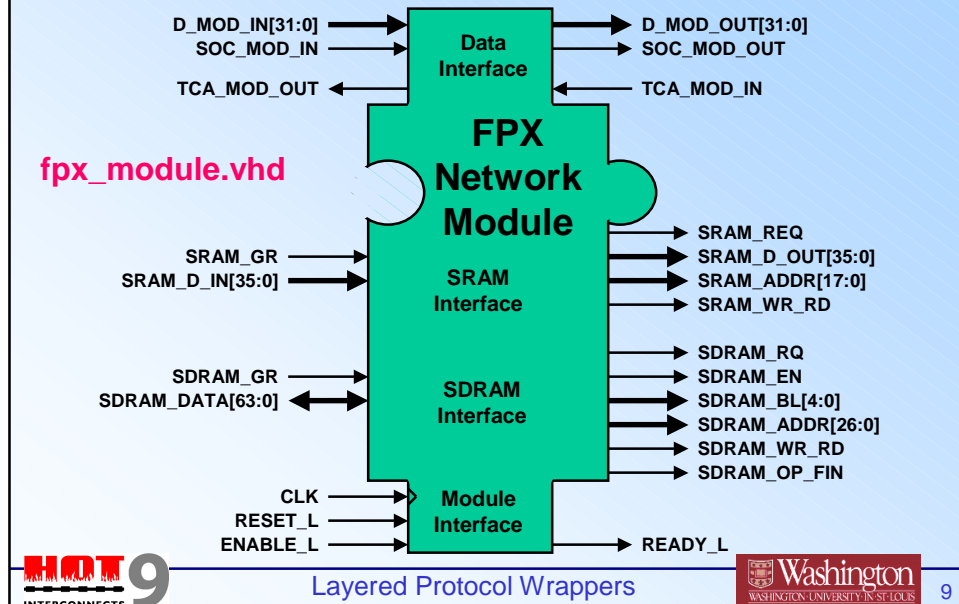 D_MOD_IN[31:0]
SOC_MOD_IN
TCA_MOD_OUT
Data
Interface
D_MOD_OUT[31:0]
SOC_MOD_OUT
TCA_MOD_IN
fpx_module.vhd
FPX
Network
Module
SRAM_GR
SRAM_D_IN[35:0]
SRAM
Interface
SRAM_REQ
SRAM_D_OUT[35:0]
SRAM_ADDR[17:0]
SRAM_WR_RD
SDRAM_GR
SDRAM_DATA[63:0]
SDRAM
Interface
SDRAM_RQ
SDRAM_EN
SDRAM_BL[4:0]
SDRAM_ADDR[26:0]
SDRAM_WR_RD
SDRAM_OP_FIN
CLK
RESET_L
ENABLE_L
Module
Interface
READY_L
HOT 9
INTERCONNECTS
Layered Protocol Wrappers
Washington
WASHINGTON·UNIVERSITY·IN·ST·LOUIS
9